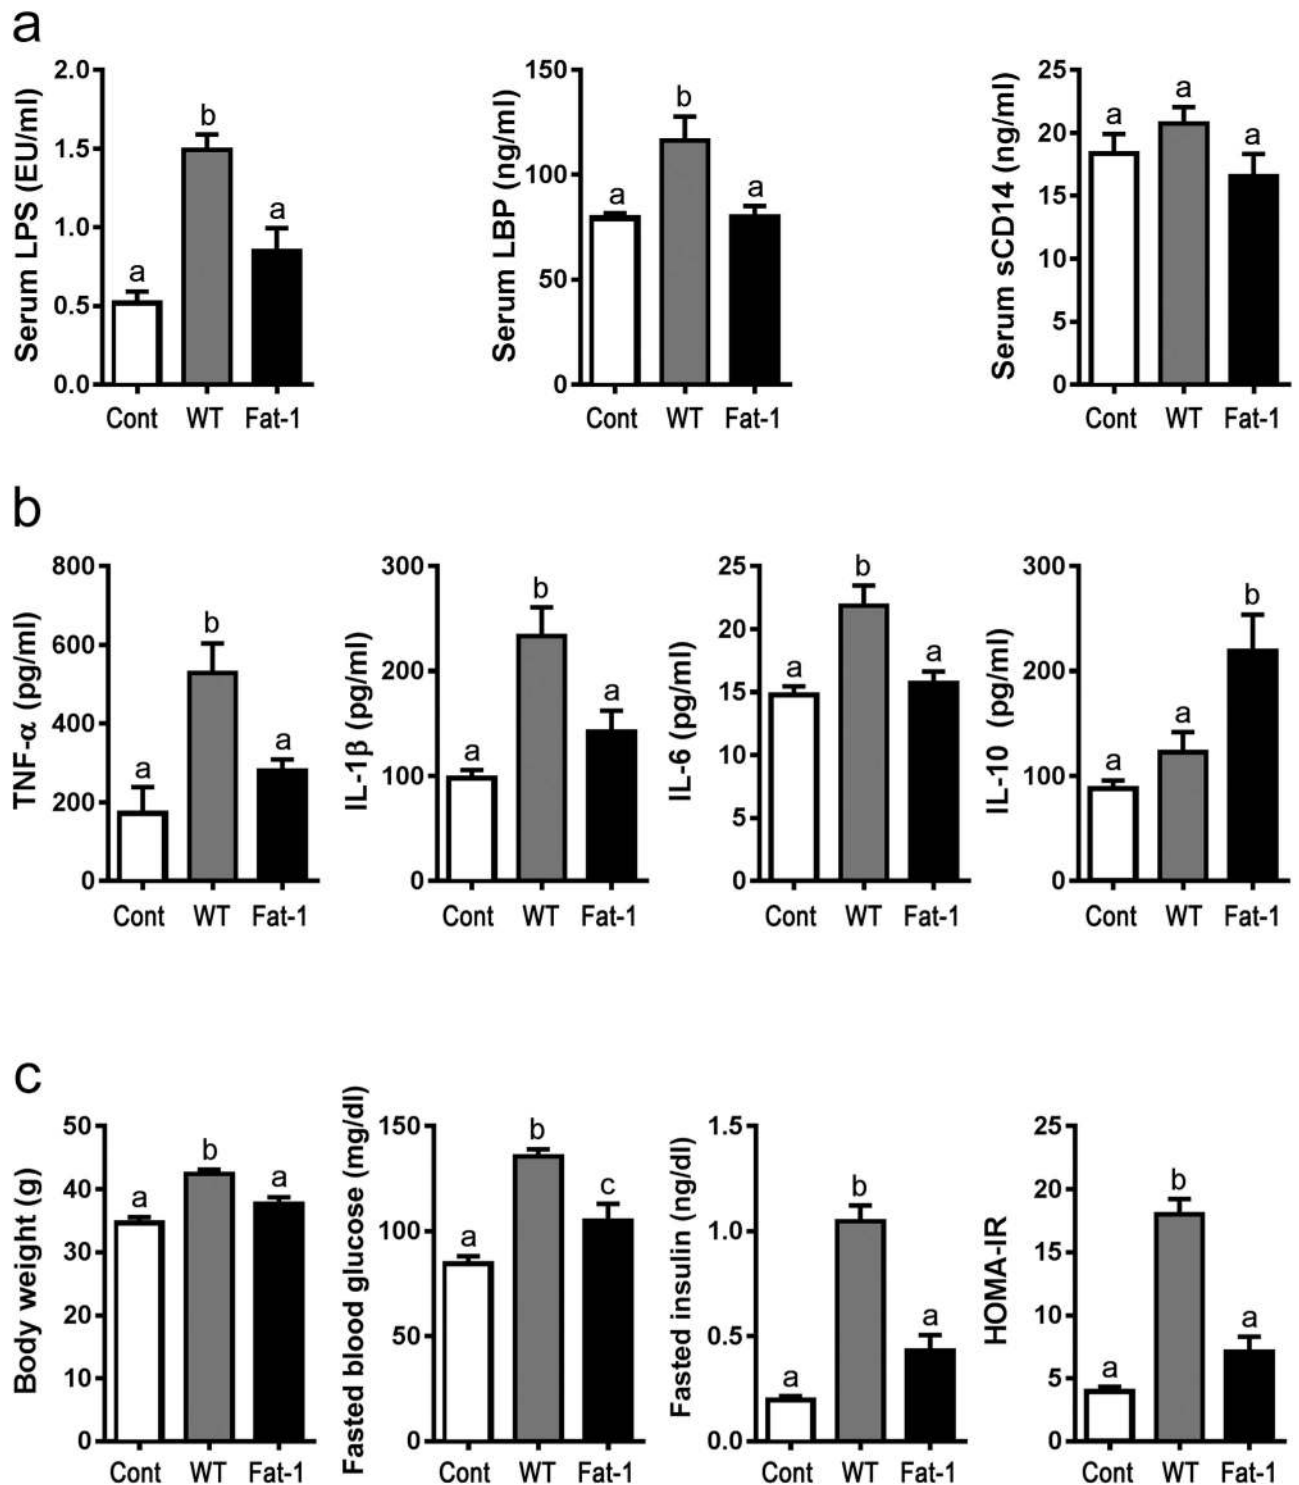 a
Serum LPS (EU/ml)
2.0
1.5
1.0
0.5
0.0
a
b
a
Cont WT Fat-1
Serum LBP (ng/ml)
150
100
50
0
a
b
a
Cont WT Fat-1
Serum sCD14 (ng/ml)
25
20
15
10
5
0
a
a
a
Cont WT Fat-1
b
TNF-α (pg/ml)
800
600
400
200
0
a
b
a
Cont WT Fat-1
IL-1β (pg/ml)
300
200
100
0
a
b
a
Cont WT Fat-1
IL-6 (pg/ml)
25
20
15
10
5
0
a
b
a
Cont WT Fat-1
IL-10 (pg/ml)
300
200
100
0
a
a
b
Cont WT Fat-1
c
Body weight (g)
50
40
30
20
10
0
a
b
a
Cont WT Fat-1
Fasted blood glucose (mg/dl)
150
100
50
0
a
b
c
Cont WT Fat-1
Fasted insulin (ng/dl)
1.5
1.0
0.5
0.0
a
b
a
Cont WT Fat-1
HOMA-IR
25
20
15
10
5
0
a
b
a
Cont WT Fat-1